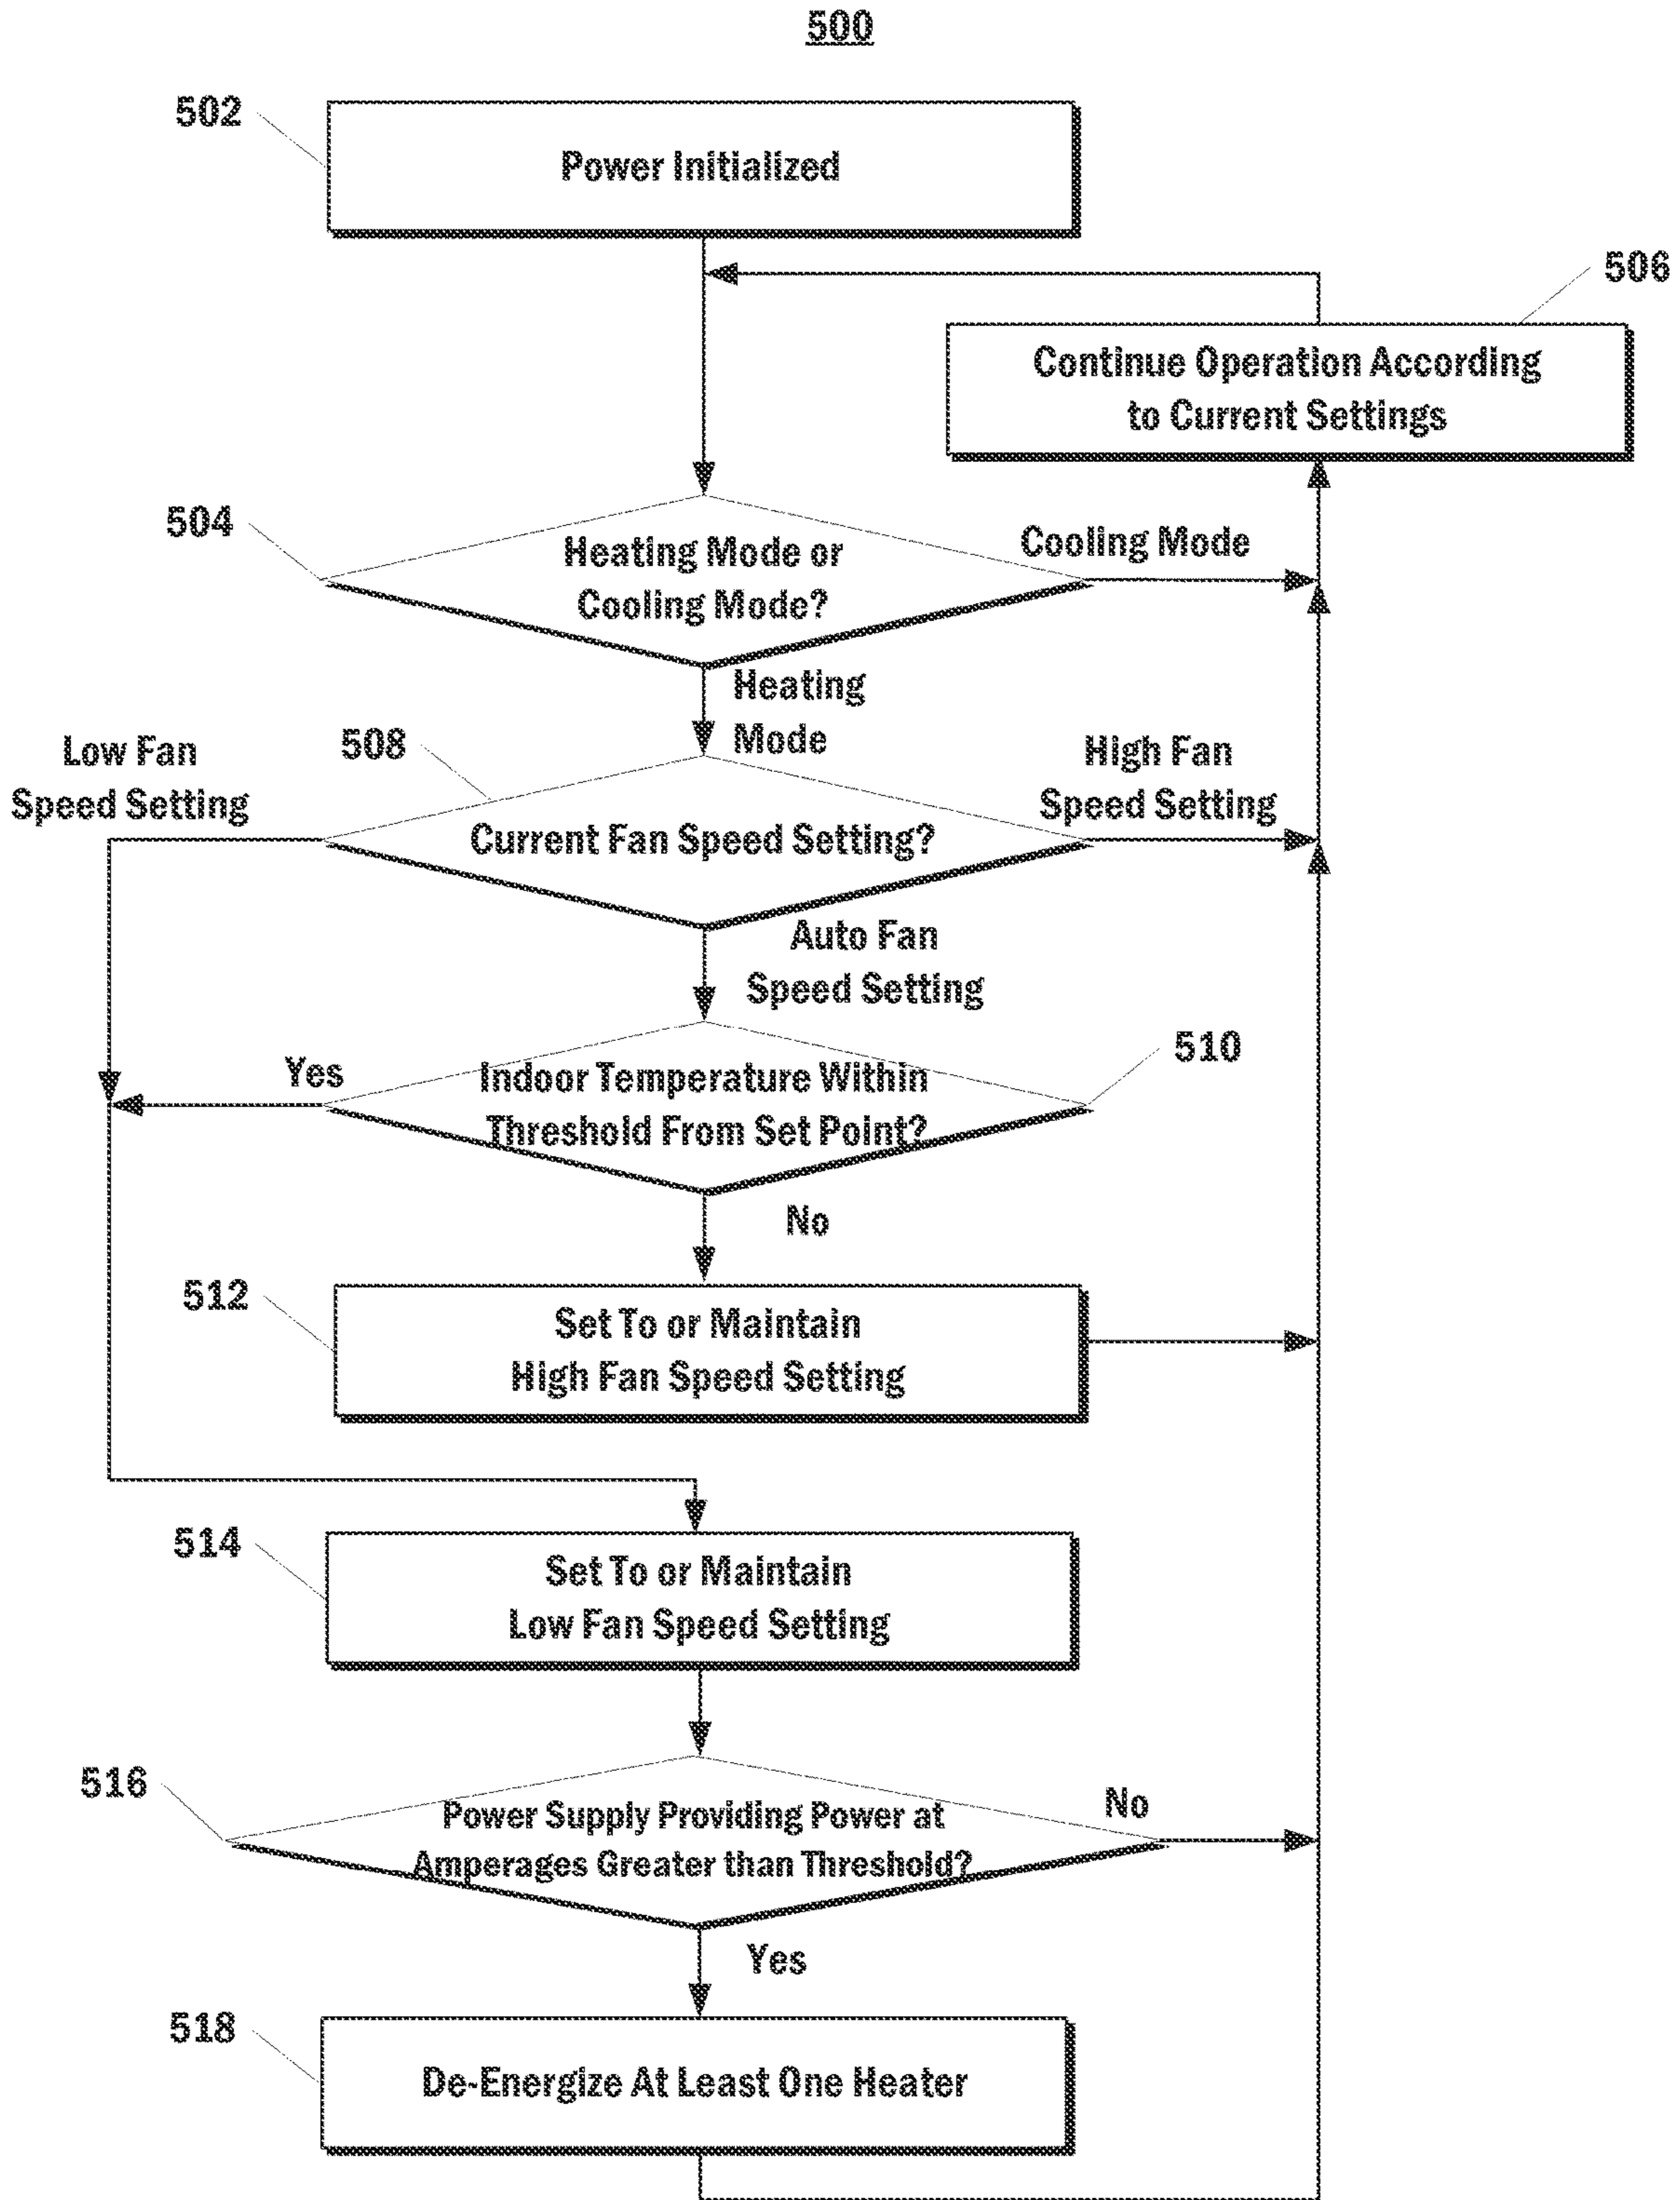 500
502
Power Initialized
506
Continue Operation According
to Current Settings
504
Heating Mode or
Cooling Mode?
Cooling Mode
Heating
Mode
Low Fan
Speed Setting
508
Current Fan Speed Setting?
High Fan
Speed Setting
Auto Fan
Speed Setting
Yes
Indoor Temperature Within
Threshold From Set Point?
510
No
512
Set To or Maintain
High Fan Speed Setting
514
Set To or Maintain
Low Fan Speed Setting
516
Power Supply Providing Power at
Amperages Greater than Threshold?
No
Yes
518
De-Energize At Least One Heater